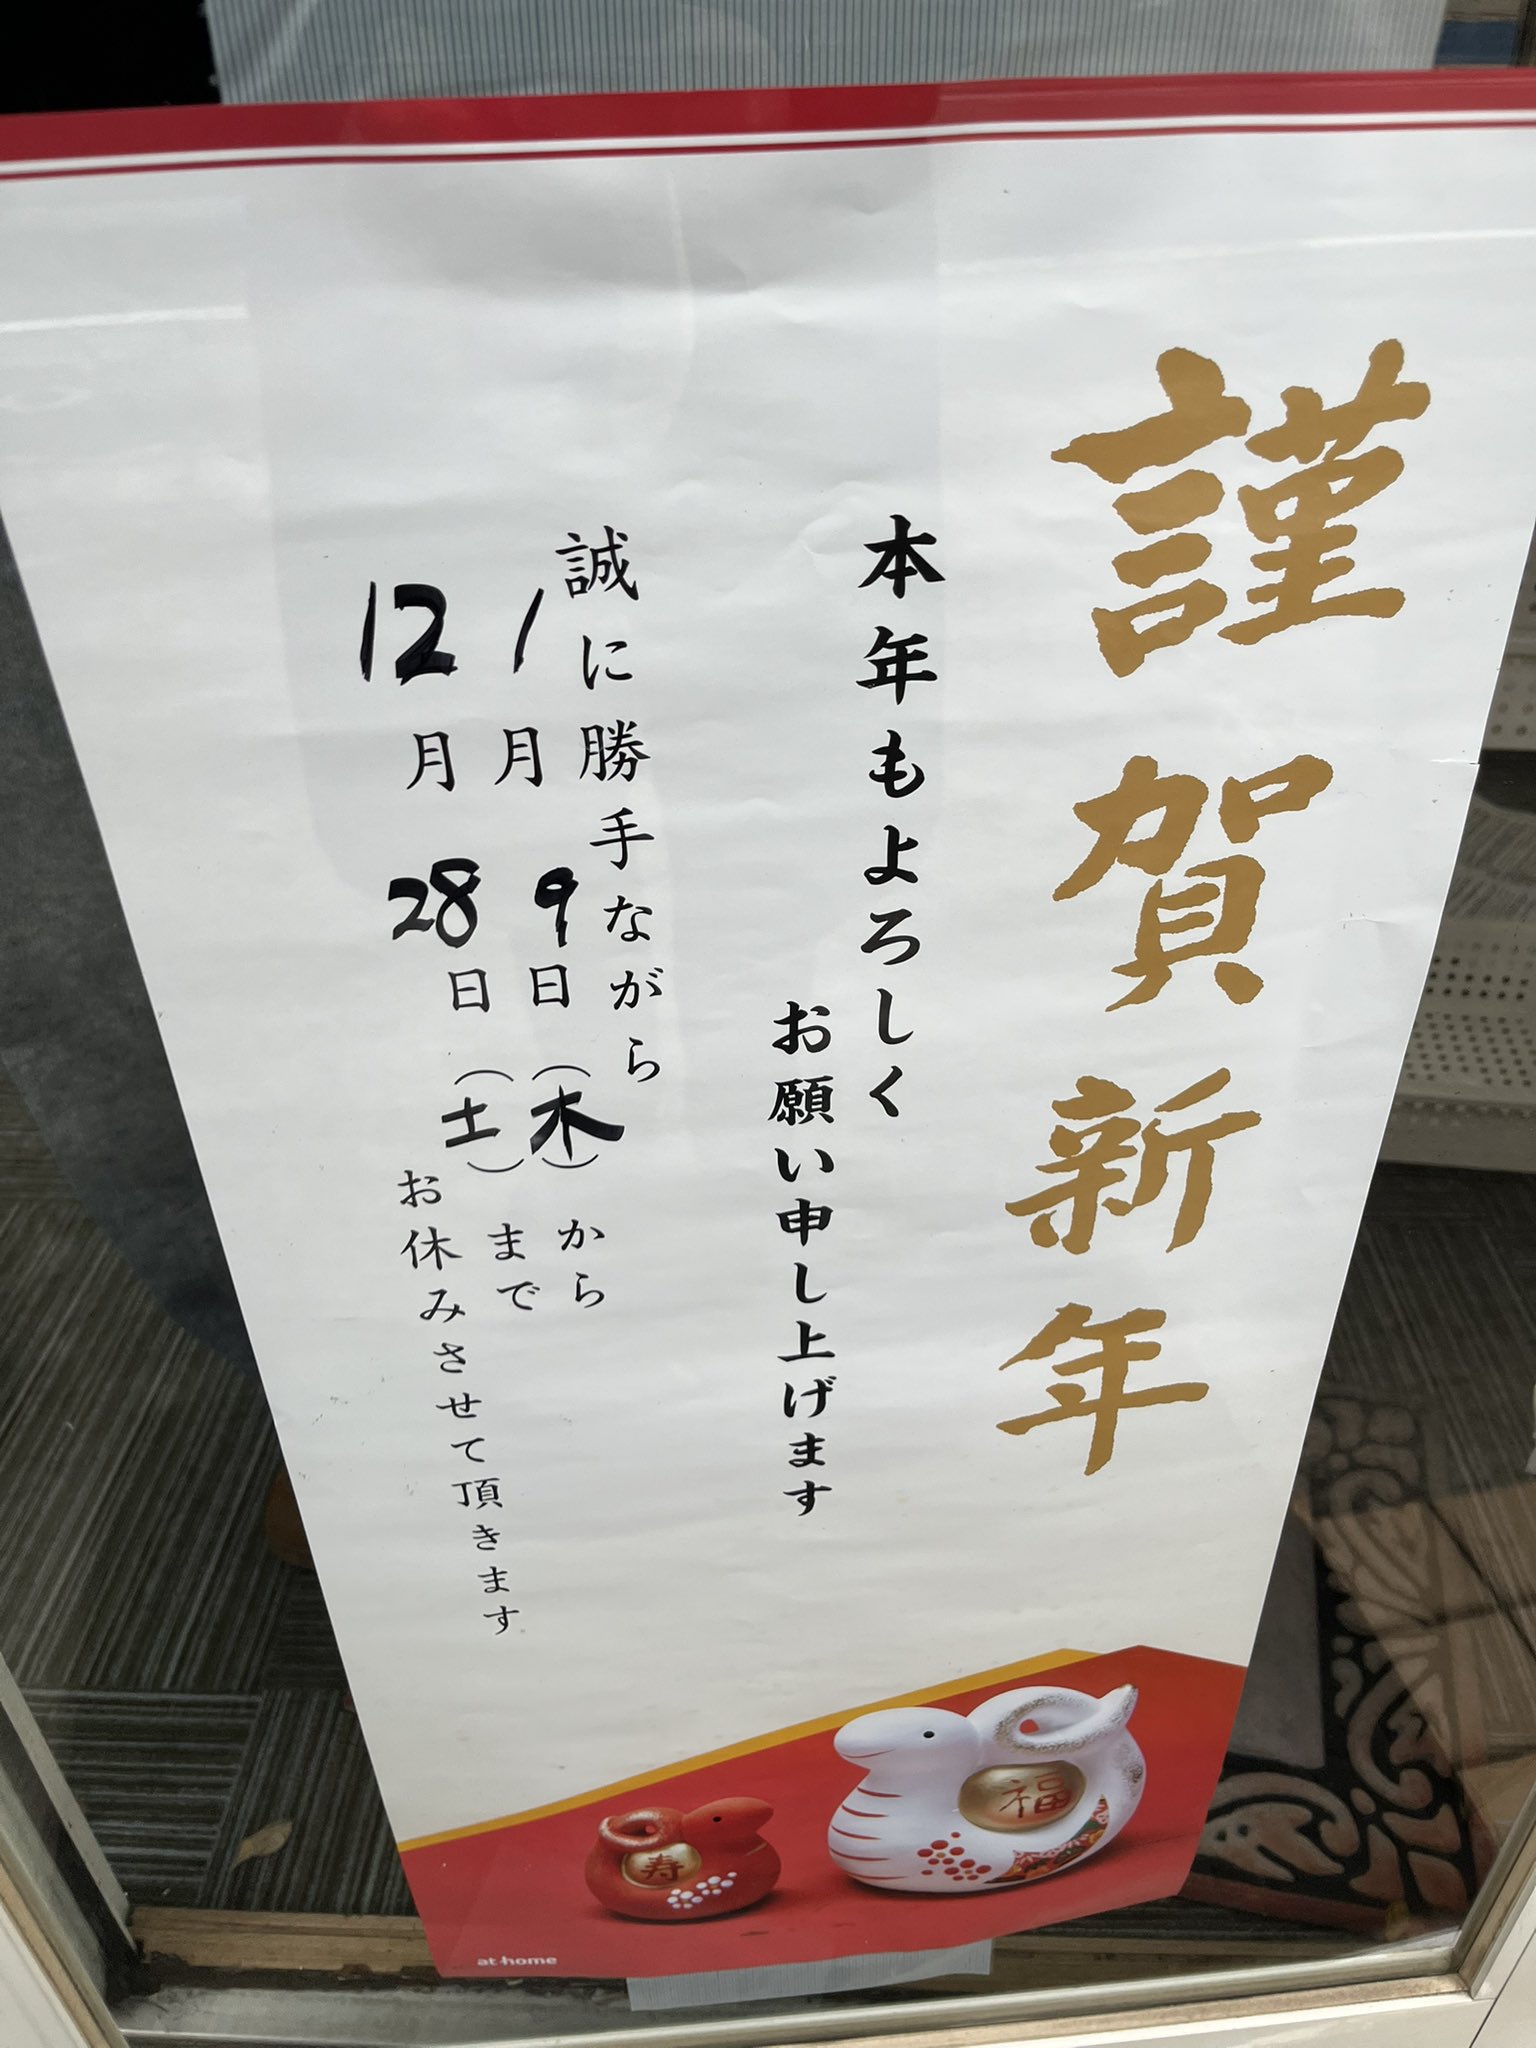 謹賀新年
本年もよろしく
お願い申し上げます
誠に勝手ながら
1月9日(木)から
12月28日(土)まで
お休みさせて頂きます
福
寿
at home